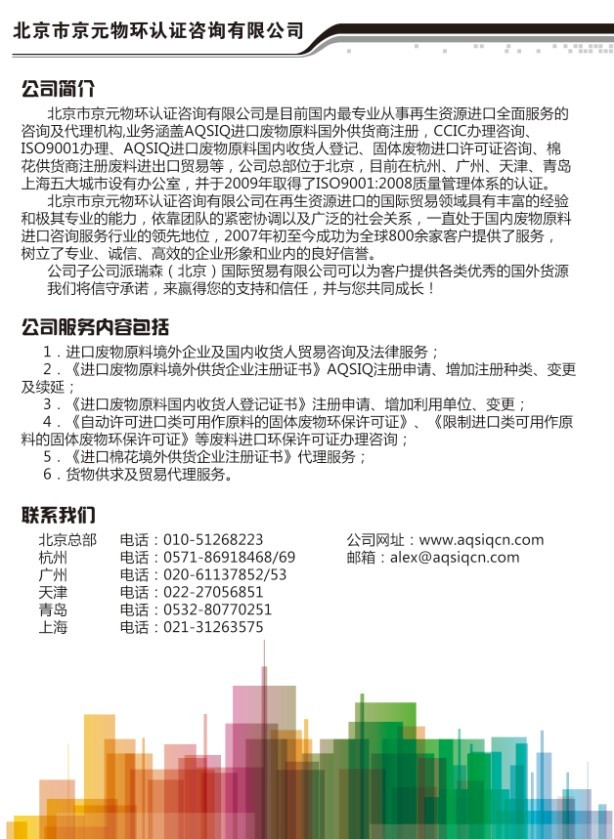 北京市京元物环认证咨询有限公司
公司简介
北京市京元物环认证咨询有限公司是目前国内最专业从事再生资源进口全面服务的
咨询及代理机构,业务涵盖AQSIQ进口废物原料国外供货商注册，CCIC办理咨询、
ISO9001办理、AQSIQ进口废物原料国内收货人登记、固体废物进口许可证咨询、棉
花供货商注册废料进出口贸易等，公司总部位于北京，目前在杭州、广州、天津、青岛
上海五大城市设有办公室，并于2009年取得了ISO9001:2008质量管理体系的认证。
北京市京元物环认证咨询有限公司在再生资源进口的国际贸易领域具有丰富的经验
和极其专业的能力，依靠团队的紧密协调以及广泛的社会关系，一直处于国内废物原料
进口咨询服务行业的领先地位，2007年初至今成功为全球800余家客户提供了服务，
树立了专业、诚信、高效的企业形象和业内的良好信誉。
公司子公司派瑞森（北京）国际贸易有限公司可以为客户提供各类优秀的国外货源
我们将信守承诺，来赢得您的支持和信任，并与您共同成长！
公司服务内容包括
1．进口废物原料境外企业及国内收货人贸易咨询及法律服务；
2．《进口废物原料境外供货企业注册证书》AQSIQ注册申请、增加注册种类、变更
及续延；
3．《进口废物原料国内收货人登记证书》注册申请、增加利用单位、变更；
4．《自动许可进口类可用作原料的固体废物环保许可证》、《限制进口类可用作原
料的固体废物环保许可证》等废料进口环保许可证办理咨询；
5．《进口棉花境外供货企业注册证书》代理服务；
6．货物供求及贸易代理服务。
联系我们
北京总部 电话：010-51268223 公司网址：www.aqsiqcn.com
杭州 电话：0571-86918468/69 邮箱：alex@aqsiqcn.com
广州 电话：020-61137852/53
天津 电话：022-27056851
青岛 电话：0532-80770251
上海 电话：021-31263575